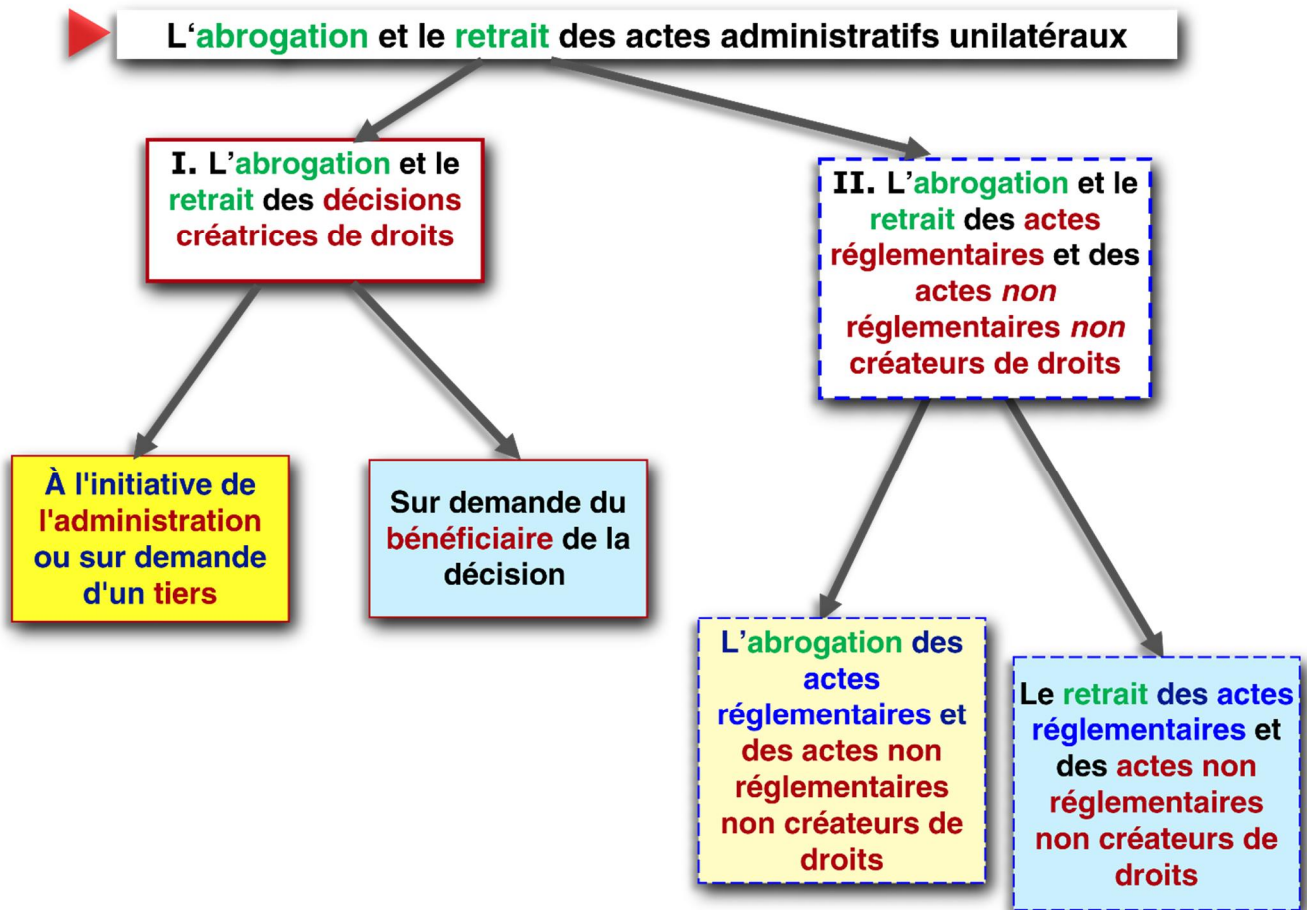 L‘abrogation et le retrait des actes administratifs unilatéraux
I. L’abrogation et le
retrait des décisions
créatrices de droits
II. L’abrogation et le
retrait des actes
réglementaires et des
actes non
réglementaires non
créateurs de droits
À l'initiative de
l'administration
ou sur demande
d'un tiers
Sur demande du
bénéficiaire de la
décision
L’abrogation des
actes
réglementaires et
des actes non
réglementaires
non créateurs de
droits
Le retrait des actes
réglementaires et
des actes non
réglementaires
non créateurs de
droits